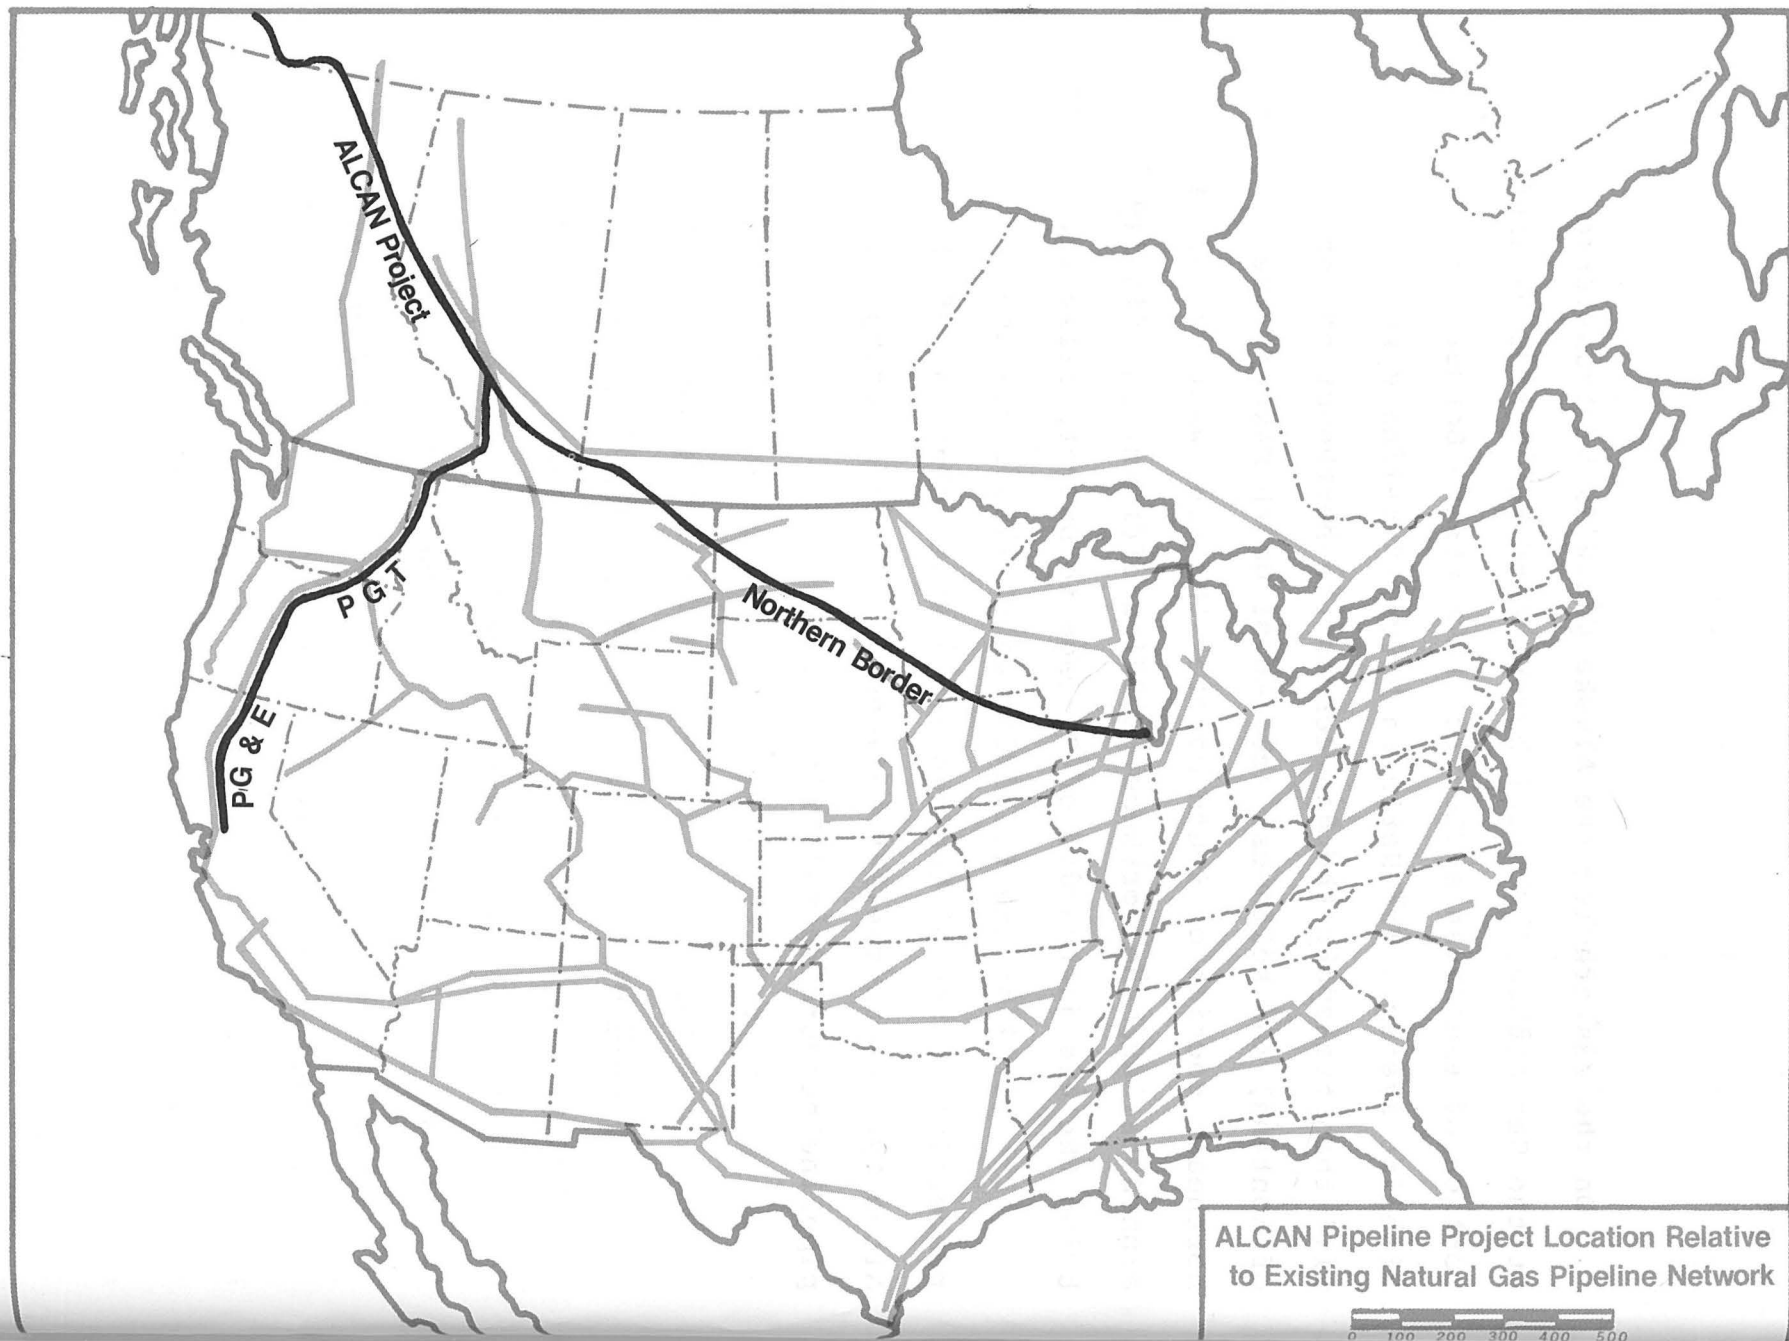 ALCAN Project
P G T
PG & E
Northern Border
ALCAN Pipeline Project Location Relative
to Existing Natural Gas Pipeline Network
0 100 200 300 400 500